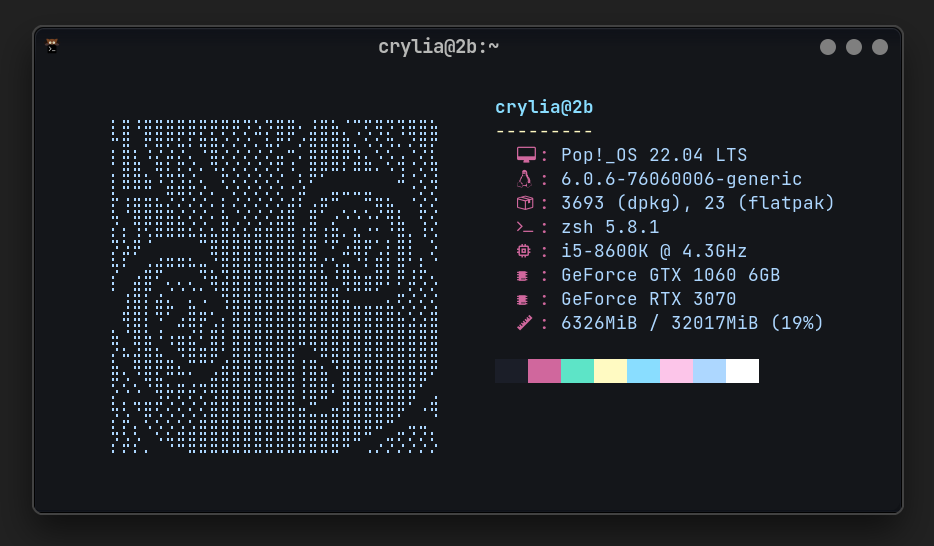 crylia@2b:~
crylia@2b
---------
: Pop!_OS 22.04 LTS
: 6.0.6-76060006-generic
: 3693 (dpkg), 23 (flatpak)
: zsh 5.8.1
: i5-8600K @ 4.3GHz
: GeForce GTX 1060 6GB
: GeForce RTX 3070
: 6326MiB / 32017MiB (19%)